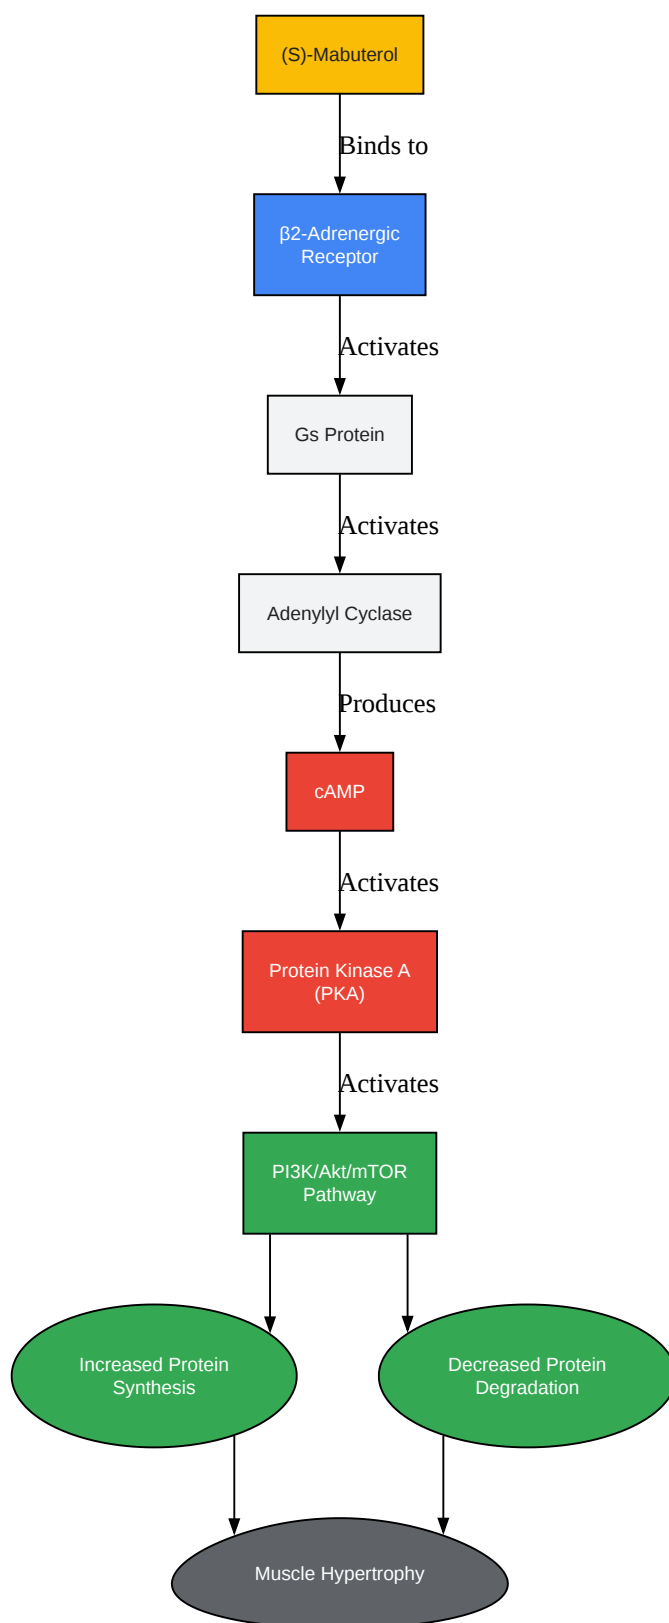 (S)-Mabuterol
Binds to
β2-Adrenergic
Receptor
Activates
Gs Protein
Activates
Adenylyl Cyclase
Produces
cAMP
Activates
Protein Kinase A
(PKA)
Activates
PI3K/Akt/mTOR
Pathway
Increased Protein
Synthesis
Decreased Protein
Degradation
Muscle Hypertrophy